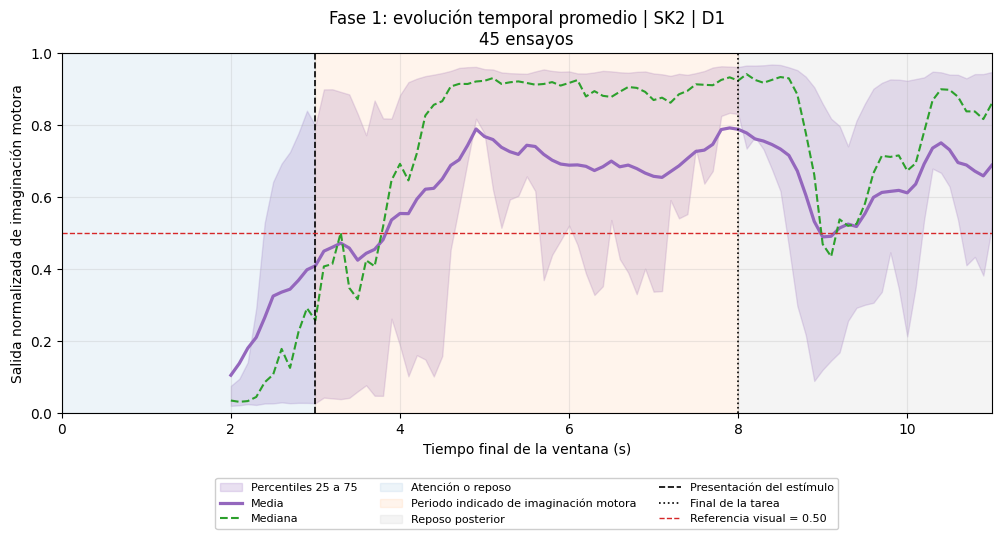 Fase 1: evolución temporal promedio | SK2 | D1
45 ensayos
Salida normalizada de imaginación motora
1.0
0.8
0.6
0.4
0.2
0.0
0 2 4 6 8 10
Tiempo final de la ventana (s)
Percentiles 25 a 75
Media
Mediana
Atención o reposo
Periodo indicado de imaginación motora
Reposo posterior
Presentación del estímulo
Final de la tarea
Referencia visual = 0.50